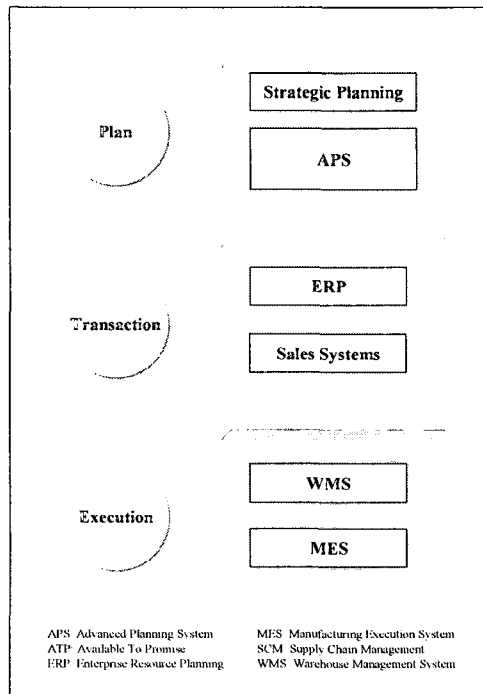 Plan
Strategic Planning
APS
Transaction
ERP
Sales Systems
Execution
WMS
MES
APS Advanced Planning System
ATP Available To Promise
ERP Enterprise Resource Planning
MES Manufacturing Execution System
SCM Supply Chain Management
WMS Warehouse Management System